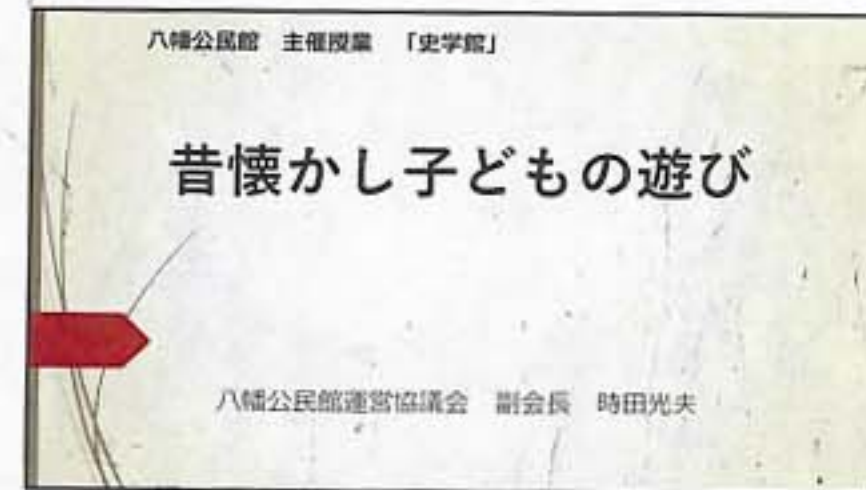 八幡公民館　主催授業　「史学館」
昔懐かし子どもの遊び
八幡公民館運営協議会　副会長　時田光夫